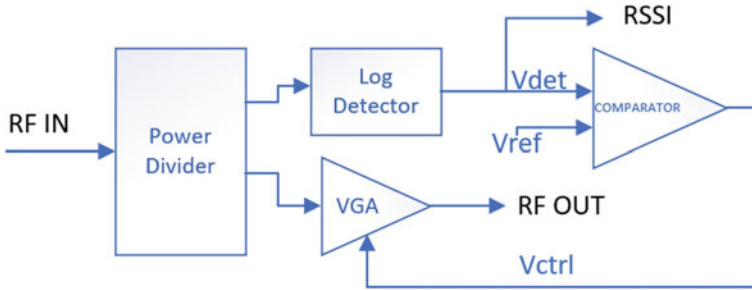 RSSI
Log
Detector
Vdet
COMPARATOR
RF IN
Power
Divider
Vref
VGA
RF OUT
Vctrl